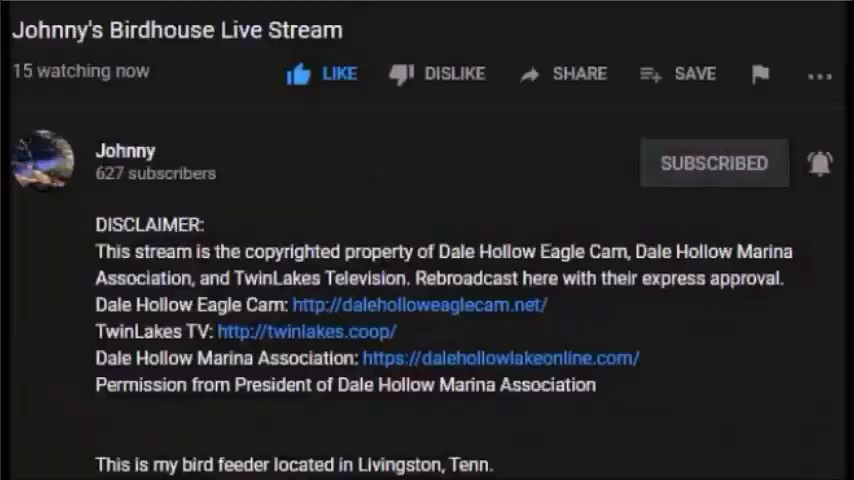 Johnny's Birdhouse Live Stream
15 watching now
LIKE DISLIKE SHARE SAVE
Johnny
627 subscribers
SUBSCRIBED
DISCLAIMER:
This stream is the copyrighted property of Dale Hollow Eagle Cam, Dale Hollow Marina
Association, and TwinLakes Television. Rebroadcast here with their express approval.
Dale Hollow Eagle Cam: http://daleholloweaglecam.net/
TwinLakes TV: http://twinlakes.coop/
Dale Hollow Marina Association: https://dalehollowlakeonline.com/
Permission from President of Dale Hollow Marina Association
This is my bird feeder located in Livingston, Tenn.